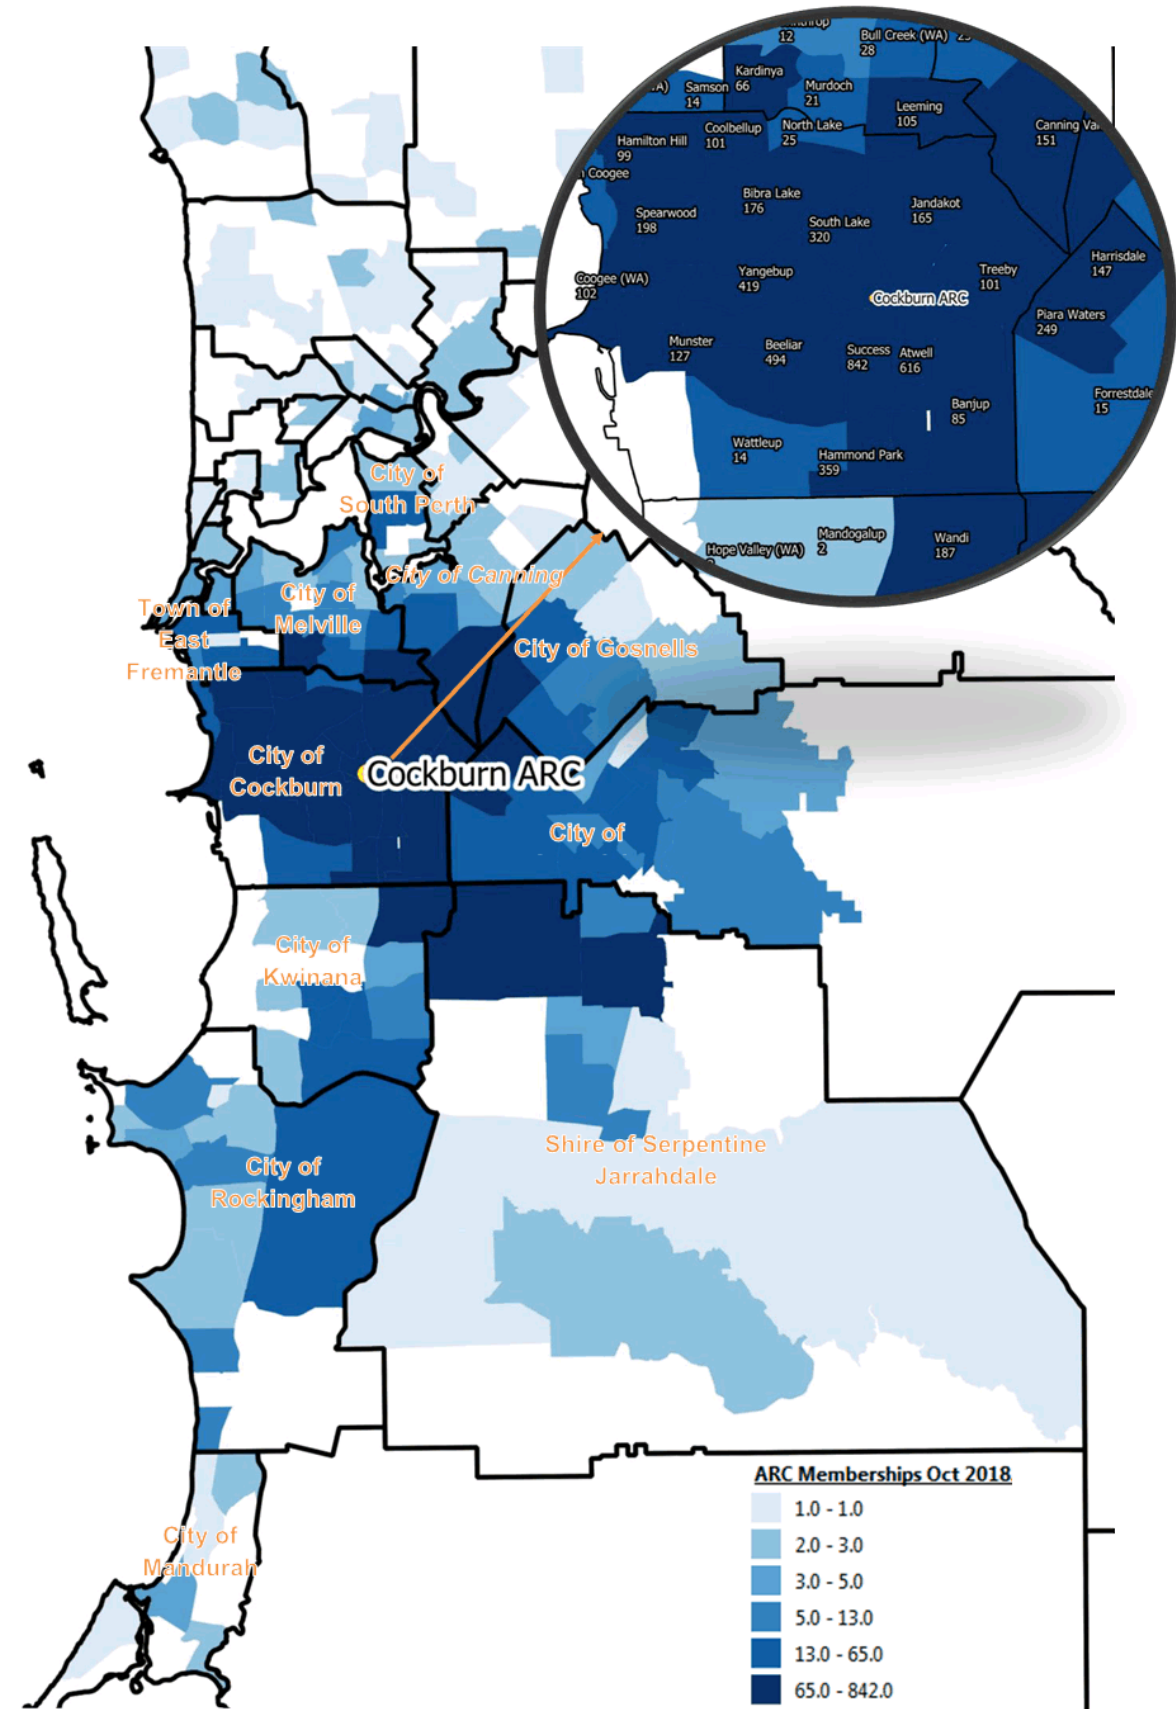 12
Bull Creek (WA)
28
Kardinya
66
Samson
14
Murdoch
21
Leeming
105
Canning
151
Hamilton Hill
99
Coolbellup
101
North Lake
25
Coogee
Bibra Lake
176
Jandakot
165
Spearwood
198
South Lake
320
Harrisdale
147
Coogee (WA)
102
Yangebup
419
Treeby
101
Cockburn ARC
Piara Waters
249
Munster
127
Beeliar
494
Success
842
Atwell
616
Forrestdale
15
Banjup
85
Wattleup
14
Hammond Park
359
Hope Valley (WA)
Mandogalup
2
Wandi
187
City of
South Perth
City of Canning
City of
Melville
Town of
East
Fremantle
City of Gosnells
City of
Cockburn
Cockburn ARC
City of
City of
Kwinana
City of
Rockingham
Shire of Serpentine
Jarrahdale
City of
Mandurah
ARC Memberships Oct 2018
1.0 - 1.0
2.0 - 3.0
3.0 - 5.0
5.0 - 13.0
13.0 - 65.0
65.0 - 842.0